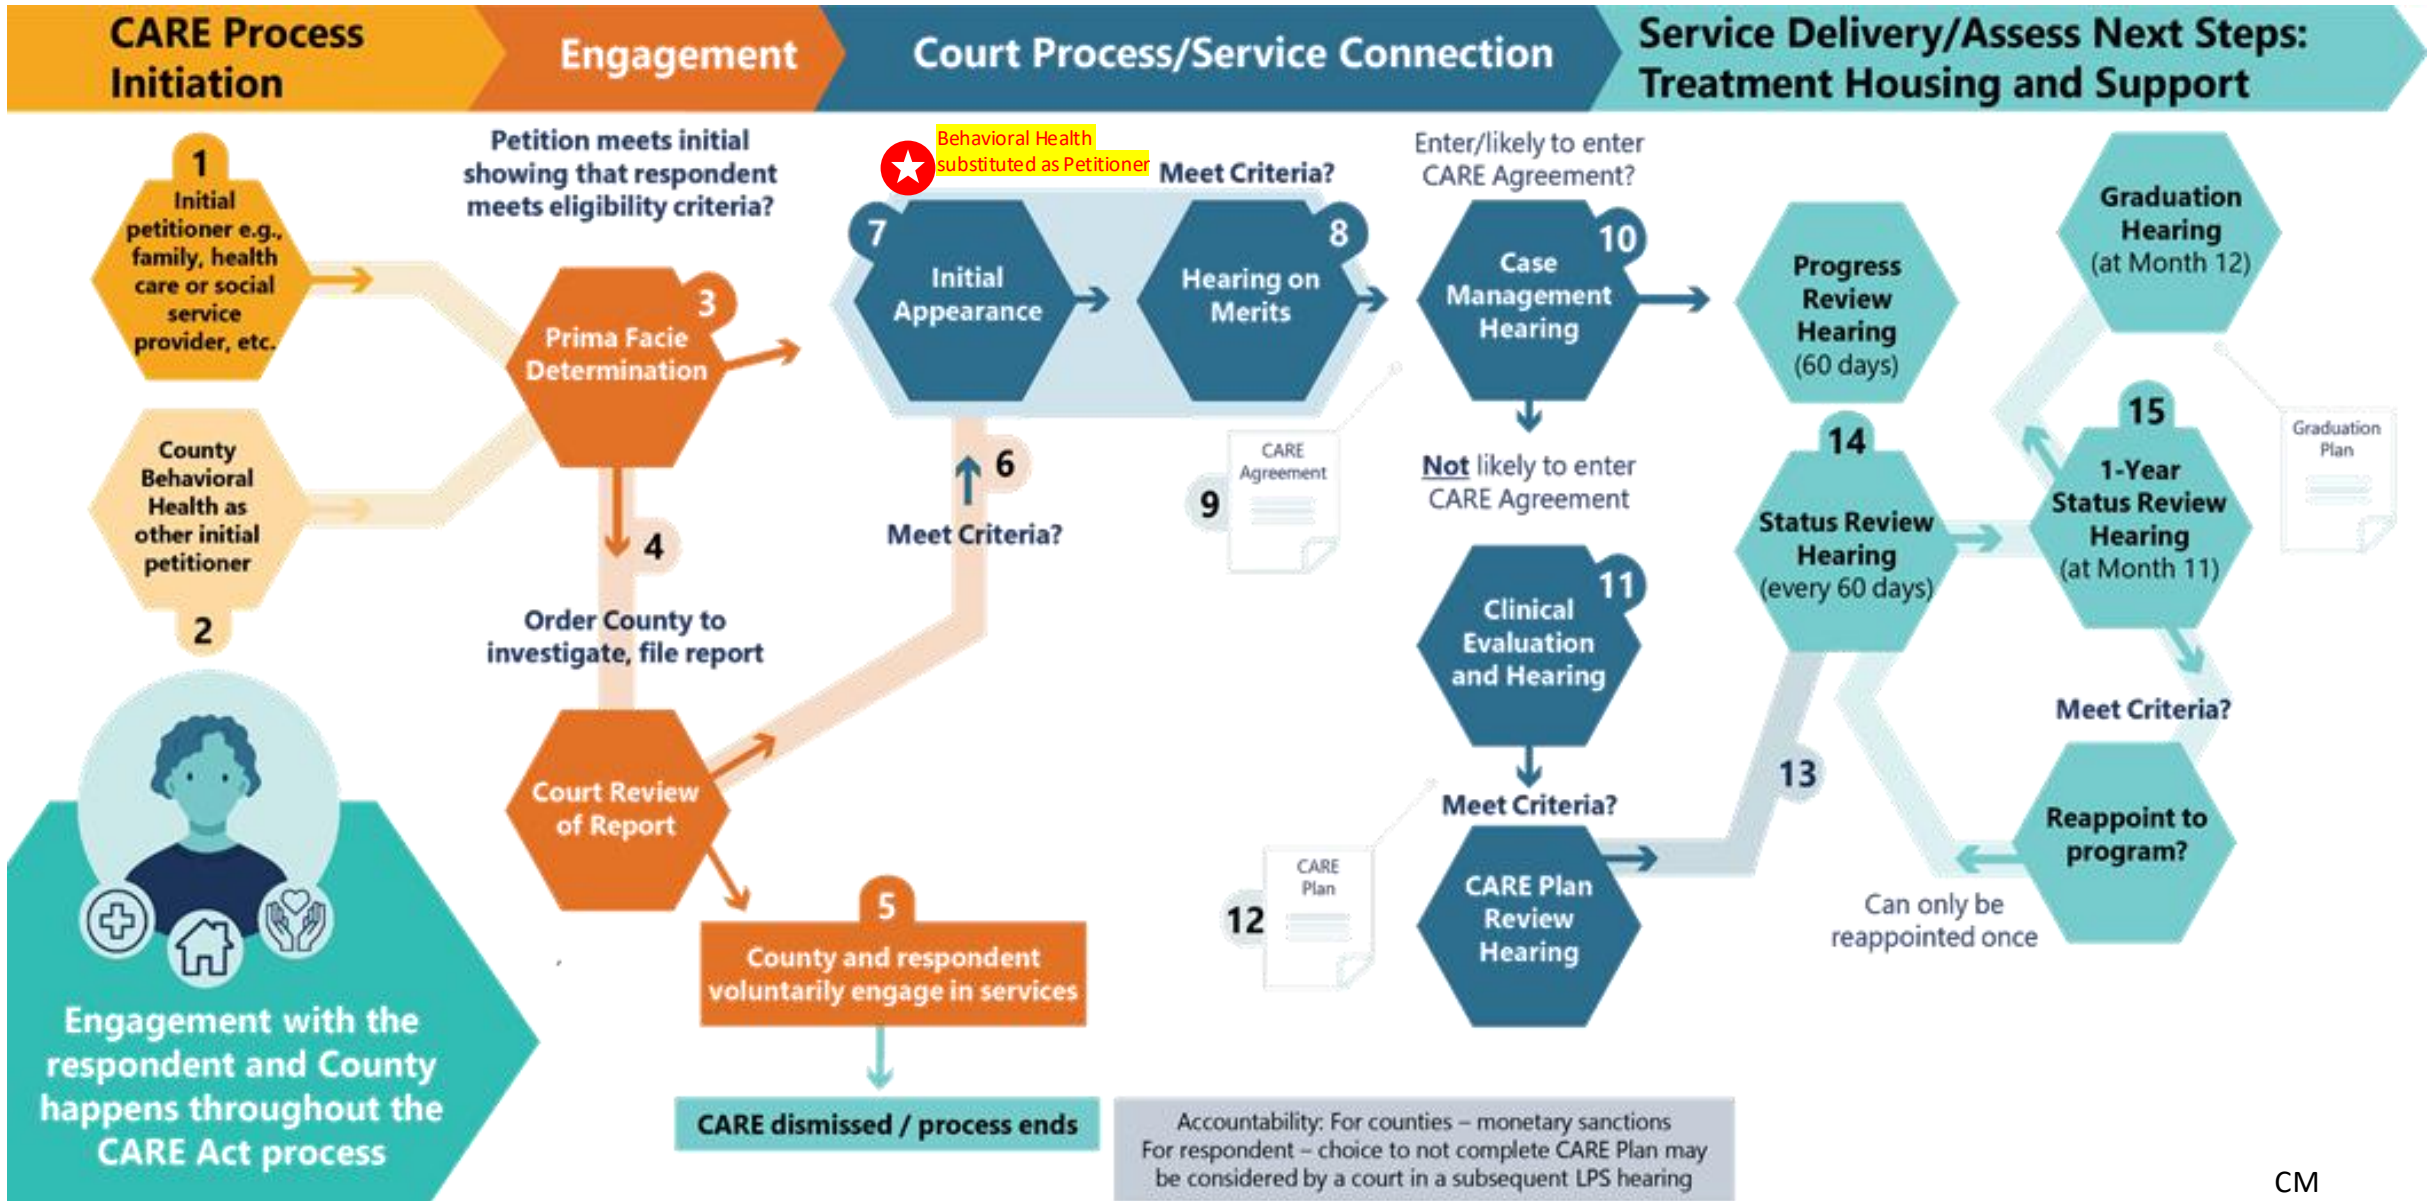 CARE Process
Initiation
Engagement
Court Process/Service Connection
Service Delivery/Assess Next Steps:
Treatment Housing and Support
1
Initial
petitioner e.g.,
family, health
care or social
service
provider, etc.
County
Behavioral
Health as
other initial
petitioner
2
Petition meets initial
showing that respondent
meets eligibility criteria?
3
Prima Facie
Determination
4
Order County to
investigate, file report
Court Review
of Report
5
County and respondent
voluntarily engage in services
CARE dismissed / process ends
6
Meet Criteria?
Behavioral Health
substituted as Petitioner
7
Initial
Appearance
Meet Criteria?
8
Hearing on
Merits
9
CARE
Agreement
Enter/likely to enter
CARE Agreement?
10
Case
Management
Hearing
Not likely to enter
CARE Agreement
11
Clinical
Evaluation
and Hearing
Meet Criteria?
12
CARE
Plan
CARE Plan
Review
Hearing
13
Progress
Review
Hearing
(60 days)
14
Status Review
Hearing
(every 60 days)
Graduation
Hearing
(at Month 12)
Graduation
Plan
15
1-Year
Status Review
Hearing
(at Month 11)
Meet Criteria?
Reappoint to
program?
Can only be
reappointed once
Engagement with the
respondent and County
happens throughout the
CARE Act process
Accountability: For counties – monetary sanctions
For respondent – choice to not complete CARE Plan may
be considered by a court in a subsequent LPS hearing
CM